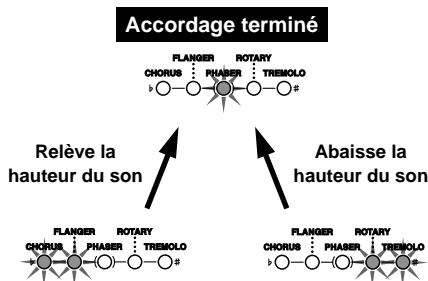 Accordage terminé
FLANGER ROTARY
CHORUS PHASER TREMOLO
♭ ♯
Relève la
hauteur du son
Abaisse la
hauteur du son
FLANGER ROTARY
CHORUS PHASER TREMOLO
♭ ♯
FLANGER ROTARY
CHORUS PHASER TREMOLO
♭ ♯